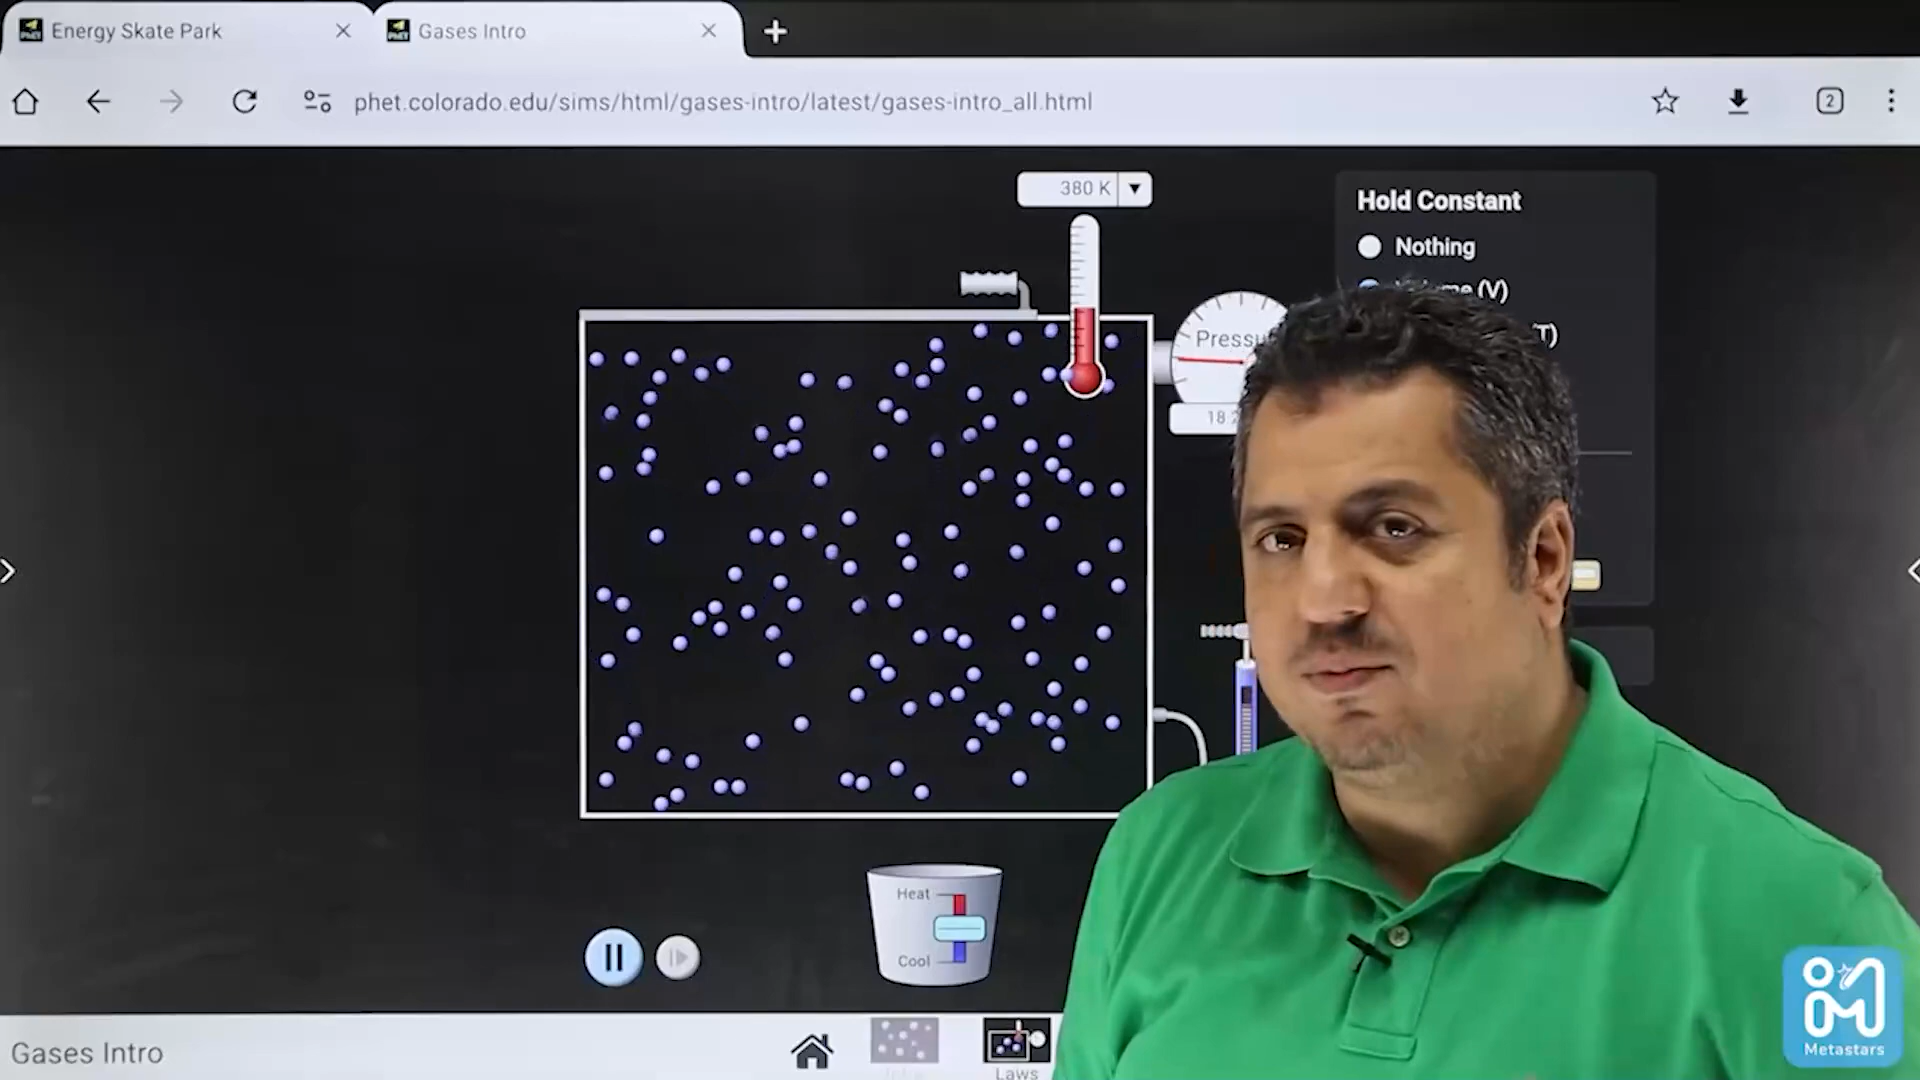 Energy Skate Park
Gases Intro
phet.colorado.edu/sims/html/gases-intro/latest/gases-intro_all.html
2
380 K
Hold Constant
Nothing
(V)
Heat
Cool
Gases Intro
Laws
Metastars